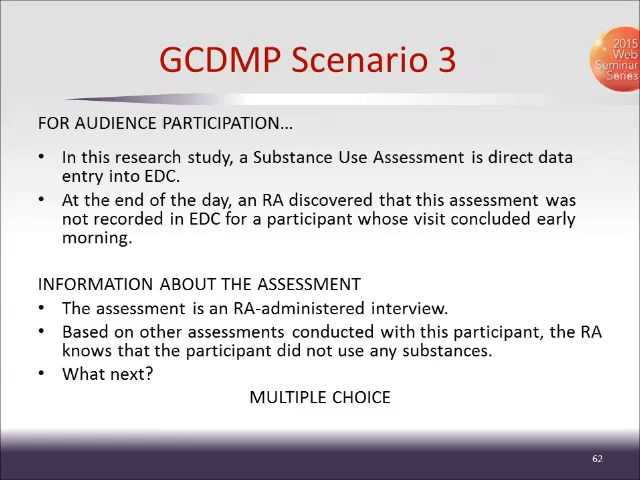 GCDMP Scenario 3
2015
Web
Seminar
Series
FOR AUDIENCE PARTICIPATION...
• In this research study, a Substance Use Assessment is direct data
entry into EDC.
• At the end of the day, an RA discovered that this assessment was
not recorded in EDC for a participant whose visit concluded early
morning.
INFORMATION ABOUT THE ASSESSMENT
• The assessment is an RA-administered interview.
• Based on other assessments conducted with this participant, the RA
knows that the participant did not use any substances.
• What next?
MULTIPLE CHOICE
62